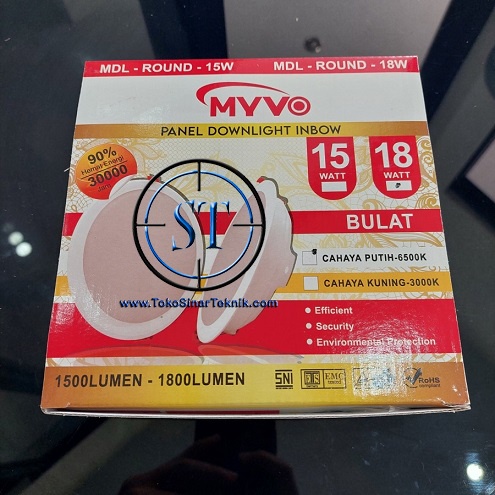 MDL - ROUND - 15W MDL - ROUND - 18W
MYVO
PANEL DOWNLIGHT INBOW
90%
Hemat Energi
30000
15 WATT
18 WATT
BULAT
CAHAYA PUTIH-6500K
CAHAYA KUNING-3000K
ST
www.TokoSinarTeknik.com
• Efficient
• Security
• Environmental Protection
1500LUMEN - 1800LUMEN
SNI
EMC
RoHS